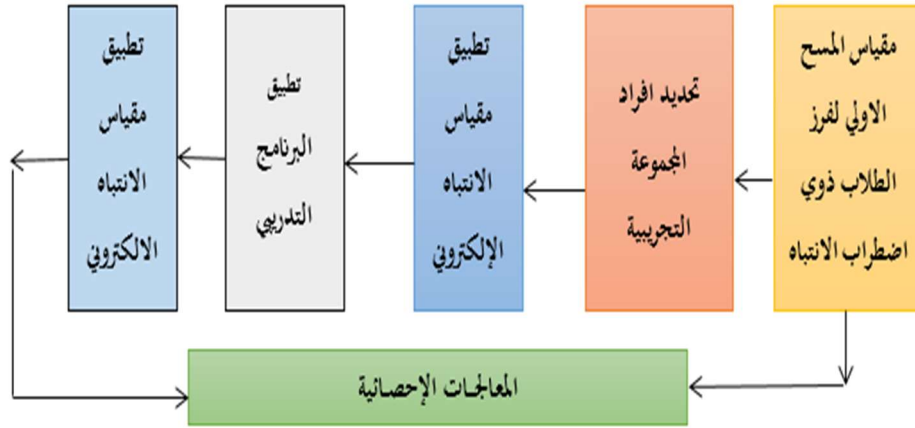 مقياس المسح
الاولي لفرز
الطلاب ذوي
اضطراب الانتباه
تحديد افراد
المجموعة
التجريبية
تطبيق
مقياس
الانتباه
الإلكتروني
تطبيق
البرنامج
التدريبي
تطبيق
مقياس
الانتباه
الالكتروني
المعالجات الإحصائية